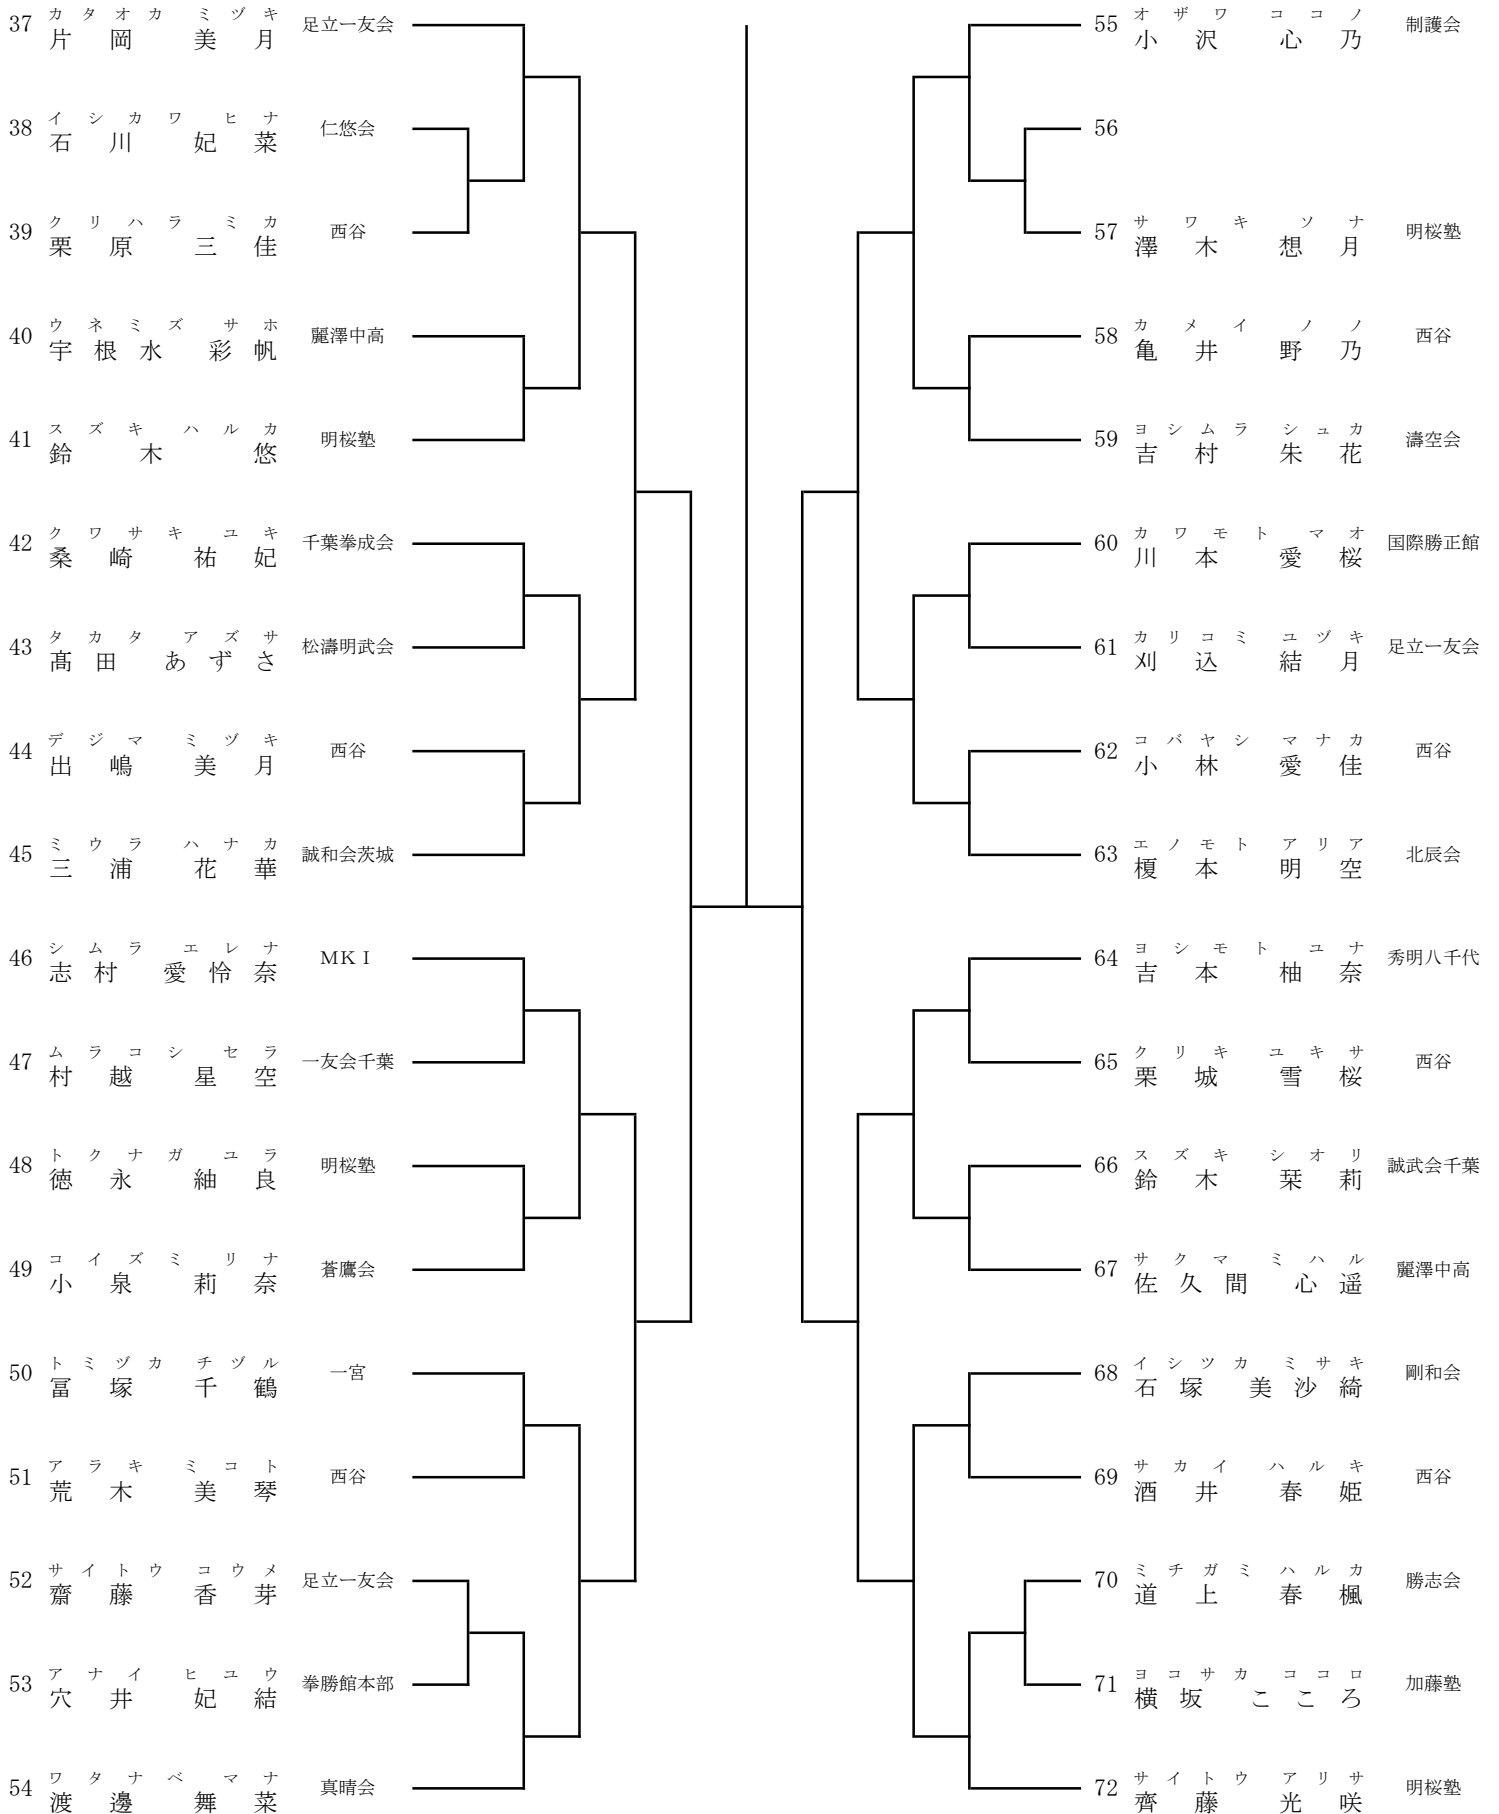 カタオカ ミヅキ
37 片岡 美月 足立一友会
イシカワ ヒナ
38 石川 妃菜 仁悠会
クリハラ ミカ
39 栗原 三佳 西谷
ウネミズ サホ
40 宇根水 彩帆 麗澤中高
スズキ ハルカ
41 鈴木 悠 明桜塾
クワサキ ユキ
42 桑崎 祐妃 千葉拳成会
タカタ アズサ
43 髙田 あずさ 松濤明武会
デジマ ミヅキ
44 出嶋 美月 西谷
ミウラ ハナカ
45 三浦 花華 誠和会茨城
シムラ エレナ
46 志村 愛怜奈 MKI
ムラコシ セラ
47 村越 星空 一友会千葉
トクナガ ユラ
48 徳永 紬良 明桜塾
コイズミ リナ
49 小泉 莉奈 蒼鷹会
トミヅカ チヅル
50 冨塚 千鶴 一宮
アラキ ミコト
51 荒木 美琴 西谷
サイトウ コウメ
52 齋藤 香芽 足立一友会
アナイ ヒユウ
53 穴井 妃結 拳勝館本部
ワタナベ マナ
54 渡邊 舞菜 真晴会
オザワ ココノ
55 小沢 心乃 制護会
56
サワキ ソナ
57 澤木 想月 明桜塾
カメイ ノノ
58 亀井 野乃 西谷
ヨシムラ シュカ
59 吉村 朱花 濤空会
カワモト マオ
60 川本 愛桜 国際勝正館
カリコミ ユヅキ
61 刈込 結月 足立一友会
コバヤシ マナカ
62 小林 愛佳 西谷
エノモト アリア
63 榎本 明空 北辰会
ヨシモト ユナ
64 吉本 柚奈 秀明八千代
クリキ ユキサ
65 栗城 雪桜 西谷
スズキ シオリ
66 鈴木 栞莉 誠武会千葉
サクマ ミハル
67 佐久間 心遥 麗澤中高
イシツカ ミサキ
68 石塚 美沙綺 剛和会
サカイ ハルキ
69 酒井 春姫 西谷
ミチガミ ハルカ
70 道上 春楓 勝志会
ヨコサカ ココロ
71 横坂 こころ 加藤塾
サイトウ アリサ
72 齊藤 光咲 明桜塾